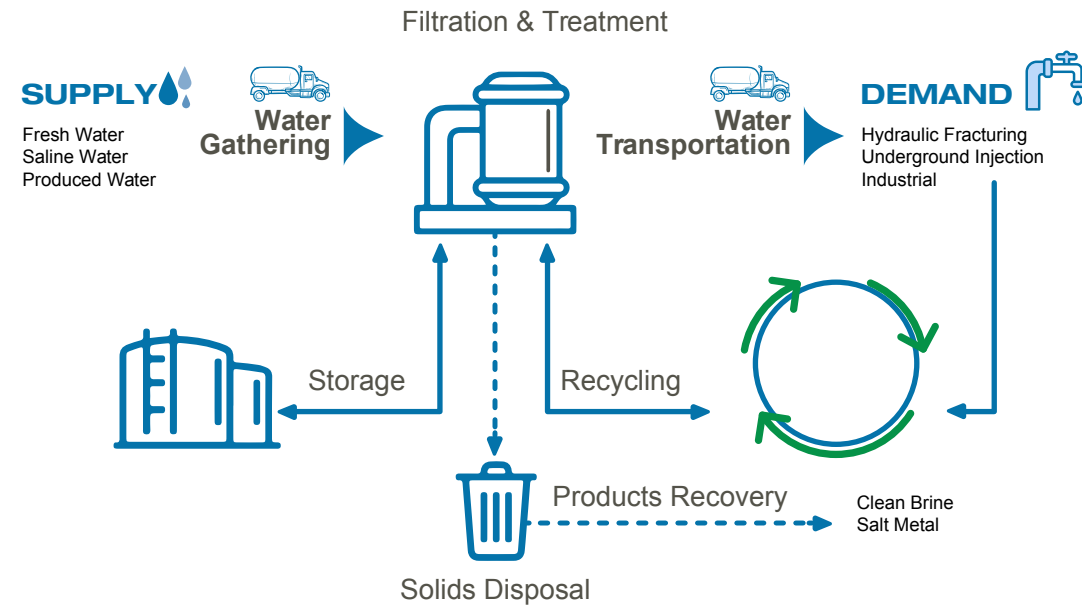 Filtration & Treatment
SUPPLY
Fresh Water
Saline Water
Produced Water
Water
Gathering
Water
Transportation
DEMAND
Hydraulic Fracturing
Underground Injection
Industrial
Storage
Recycling
Products Recovery
Clean Brine
Salt Metal
Solids Disposal